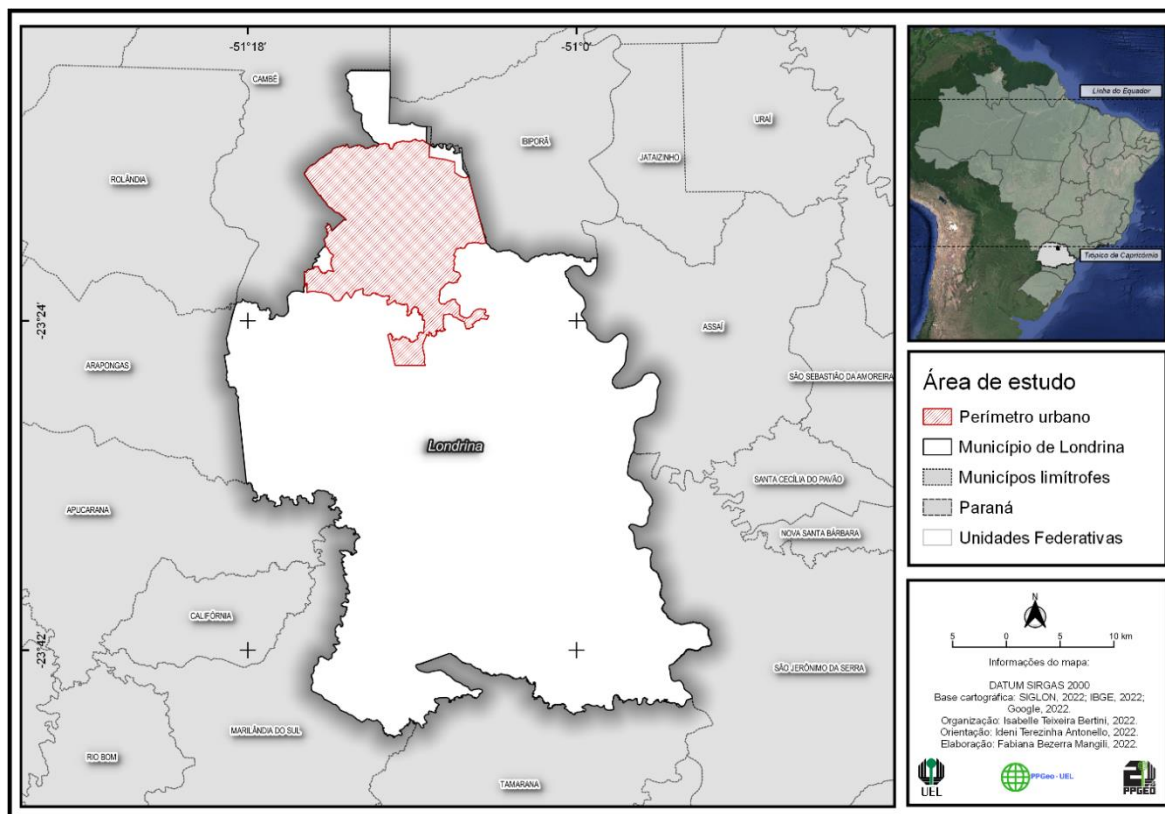 -51°18'
-51°0'
CAMBÉ
URAÍ
IBIPORÃ
JATAIZINHO
ROLÂNDIA
-23°24'
ASSAÍ
ARAPONGAS
SÃO SEBASTIÃO DA AMOREIRA
Londrina
SANTA CECÍLIA DO PAVÃO
APUCARANA
NOVA SANTA BÁRBARA
CALIFÓRNIA
-23°42'
SÃO JERÔNIMO DA SERRA
MARILÂNDIA DO SUL
RIO BOM
TAMARANA
Linha do Equador
Trópico de Capricórnio
Área de estudo
Perímetro urbano
Município de Londrina
Municípos limítrofes
Paraná
Unidades Federativas
N
5 0 5 10 km
Informações do mapa:
DATUM SIRGAS 2000
Base cartográfica: SIGLON, 2022; IBGE, 2022;
Google, 2022.
Organização: Isabelle Teixeira Bertini, 2022.
Orientação: Ideni Terezinha Antonello, 2022.
Elaboração: Fabiana Bezerra Mangili, 2022.
UEL
PPGeo - UEL
PPGEO